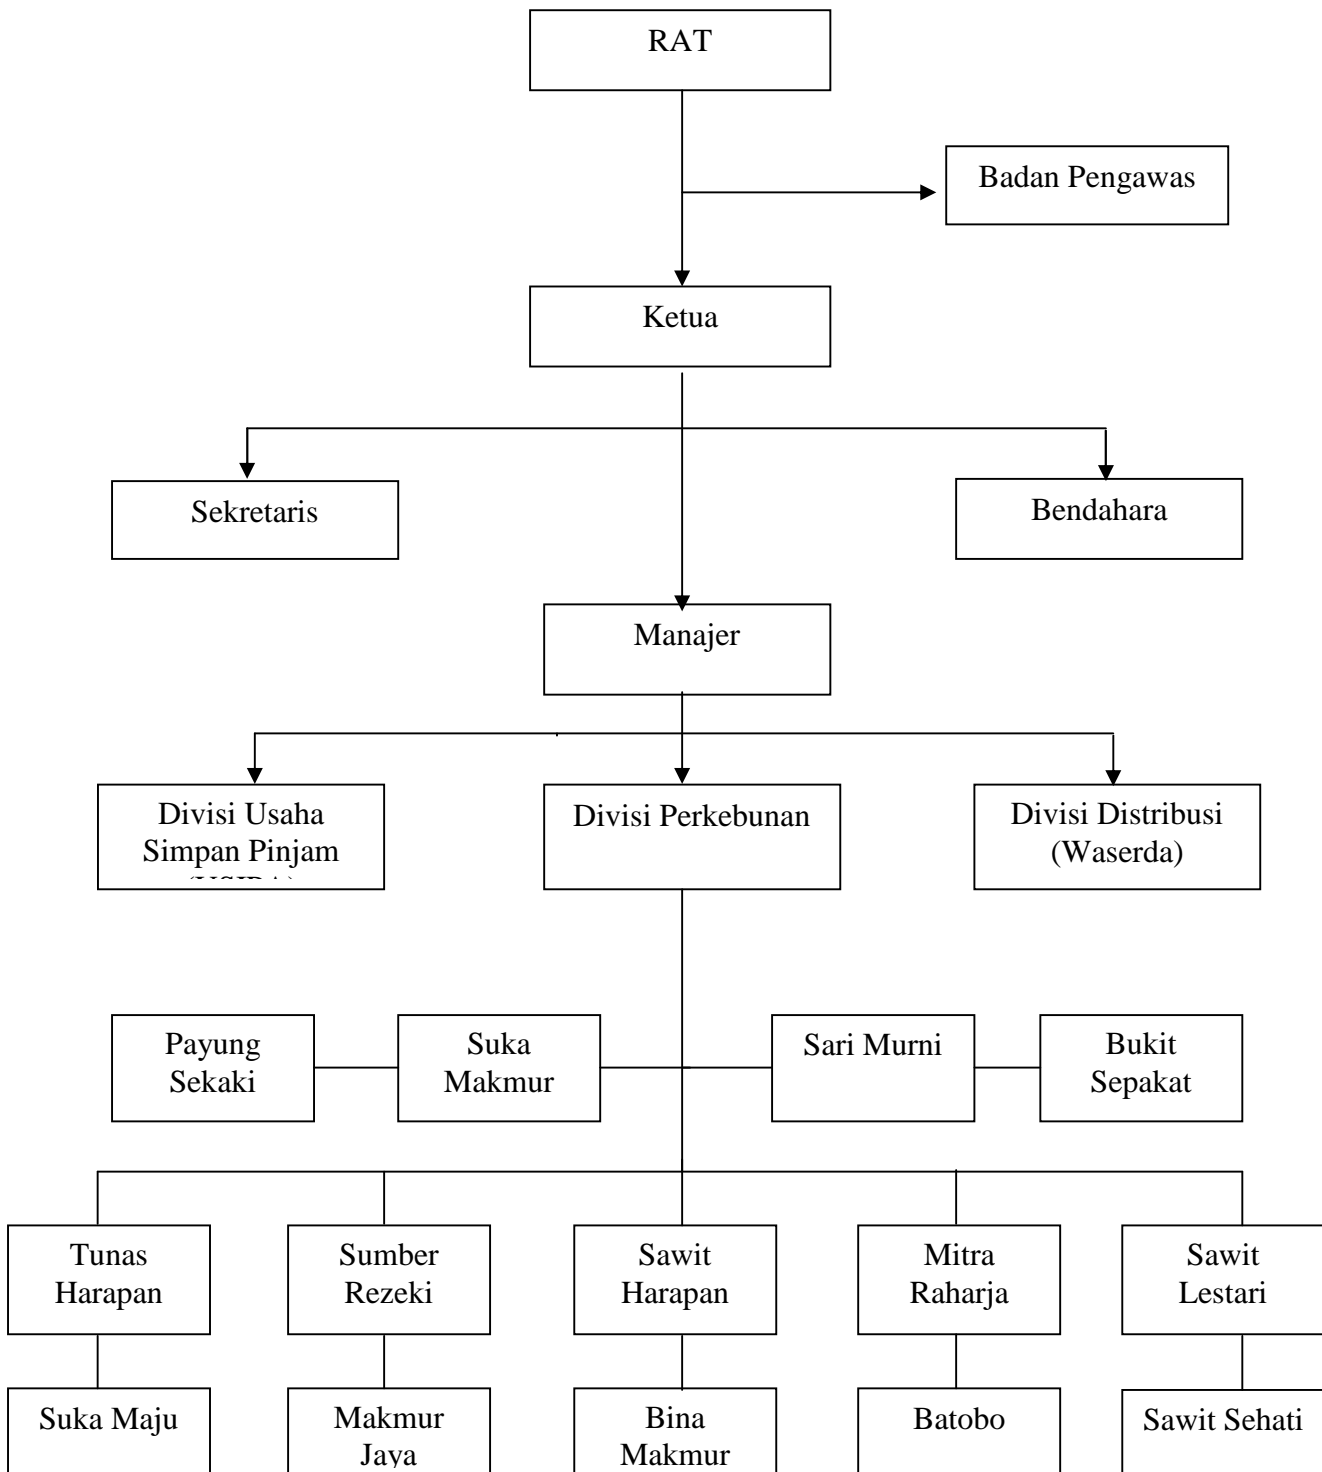 RAT
Badan Pengawas
Ketua
Sekretaris
Bendahara
Manajer
Divisi Usaha
Simpan Pinjam
Divisi Perkebunan
Divisi Distribusi
(Waserda)
Payung
Sekaki
Suka
Makmur
Sari Murni
Bukit
Sepakat
Tunas
Harapan
Sumber
Rezeki
Sawit
Harapan
Mitra
Raharja
Sawit
Lestari
Suka Maju
Makmur
Jaya
Bina
Makmur
Batobo
Sawit Sehati